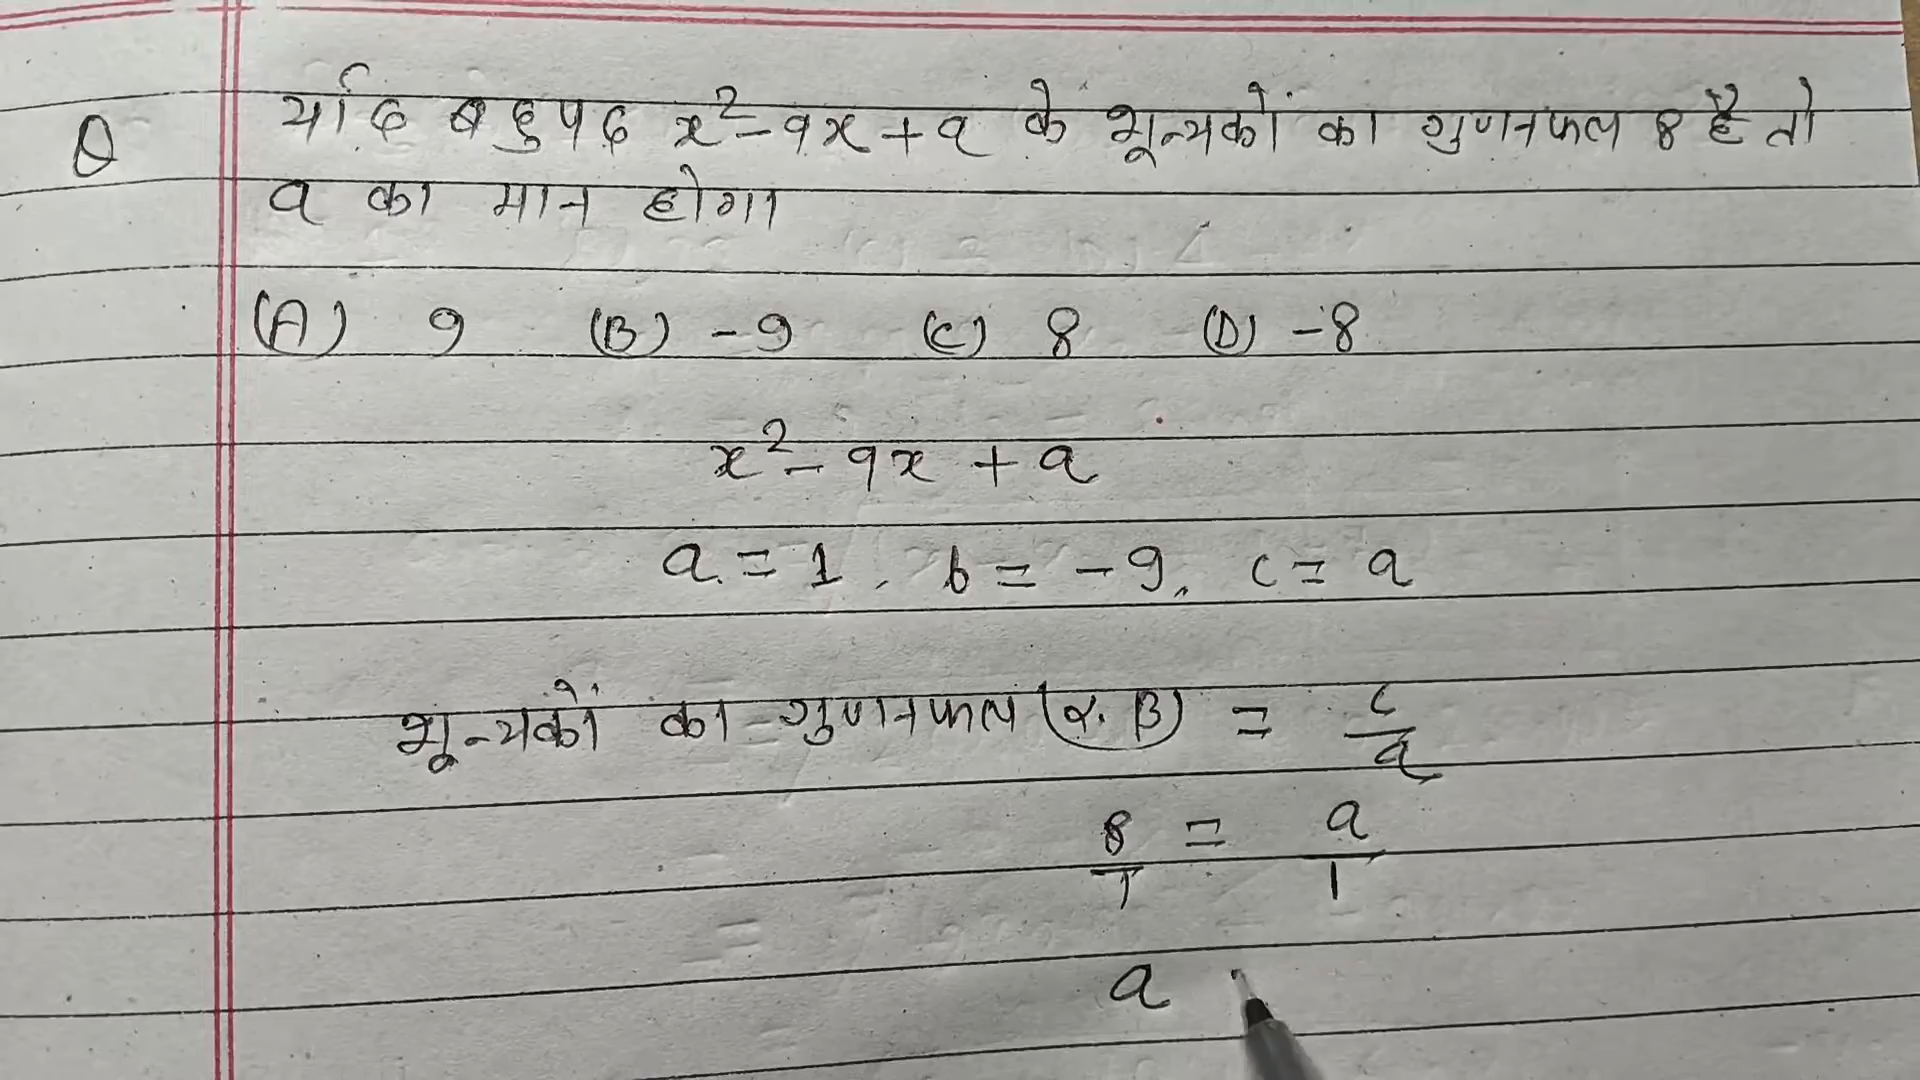 Q यदि बहुपद x² - 9x + a के शून्यकों का गुणनफल 8 है तो
a का मान होगा
(A) 9 (B) -9 (C) 8 (D) -8
x² - 9x + a
a = 1, b = -9, c = a
शून्यकों का गुणनफल (α.β) = c/a
8/1 = a/1
a